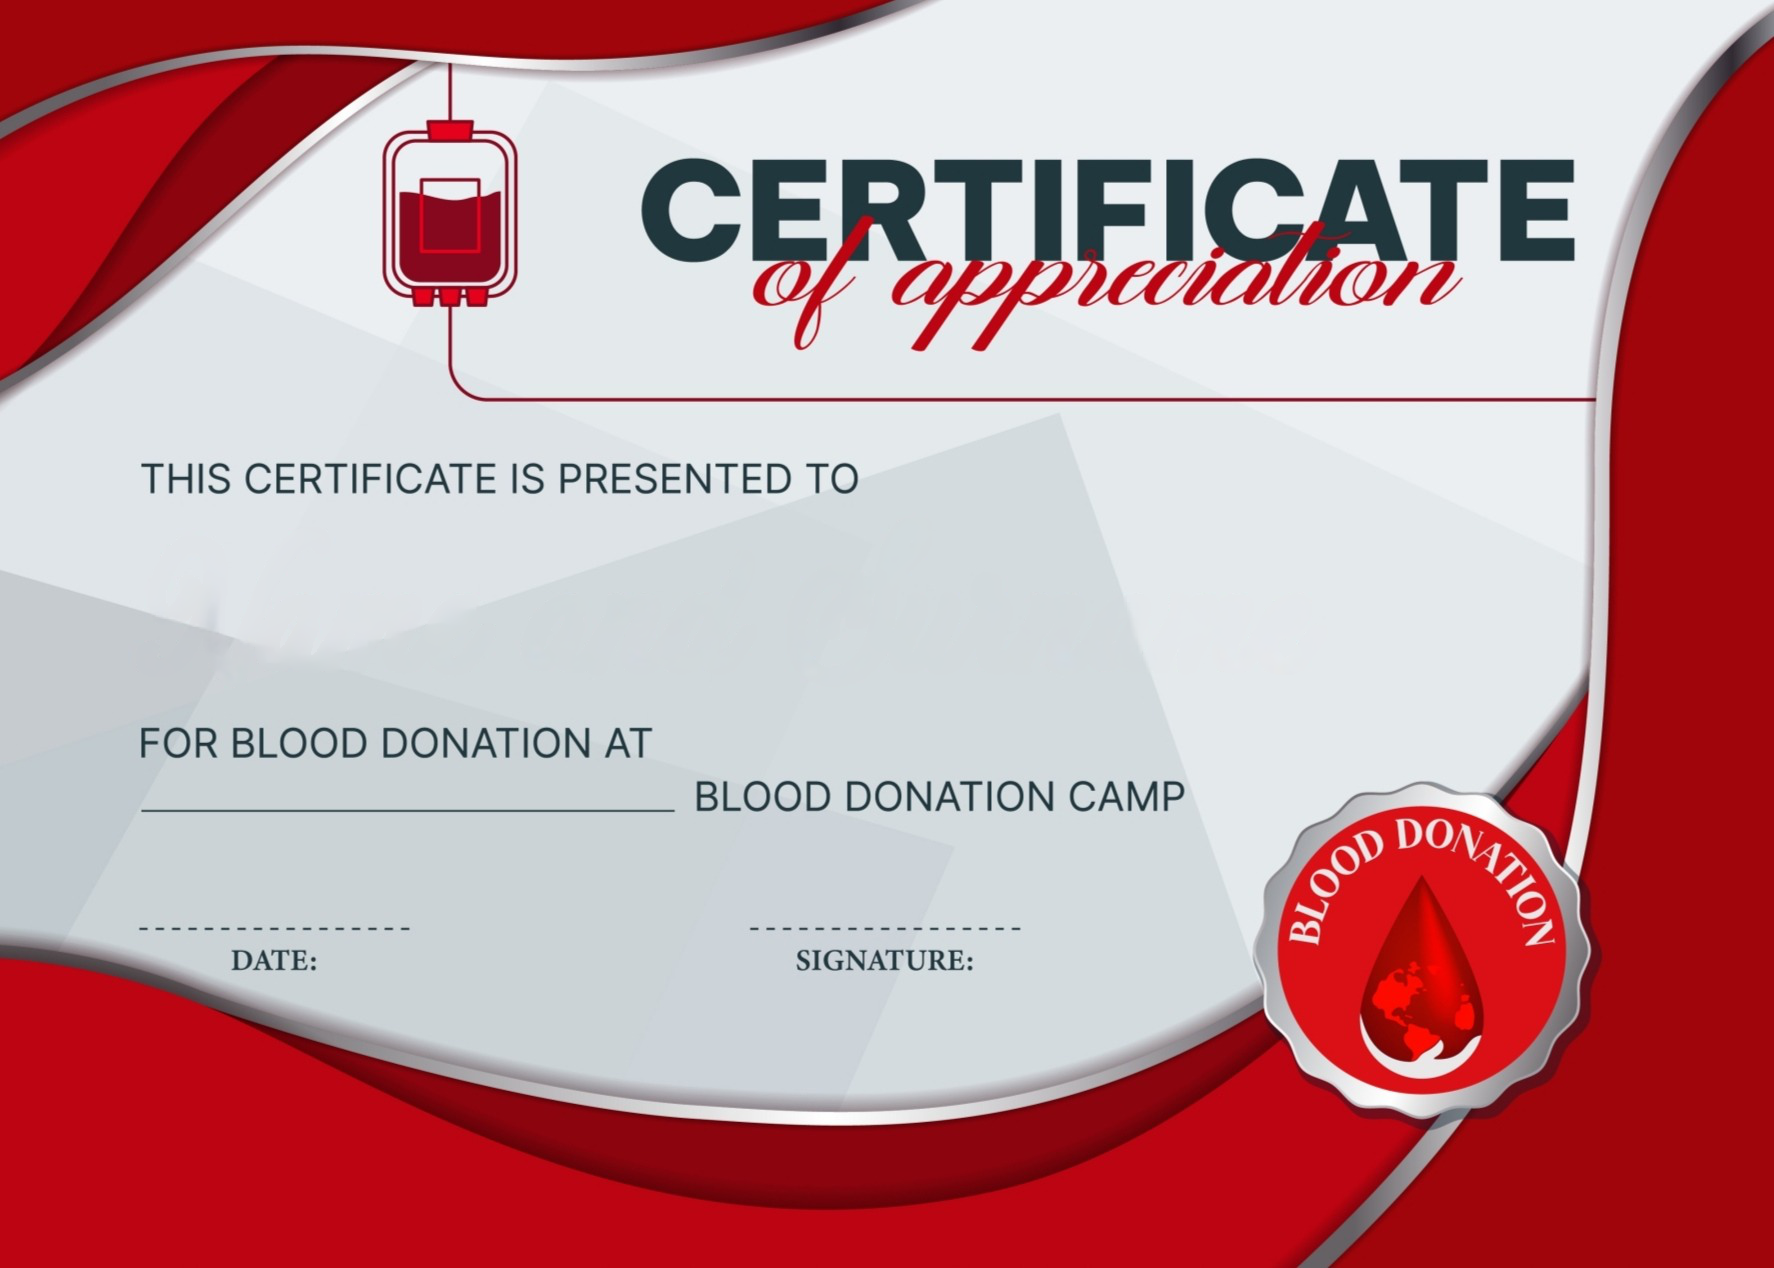 CERTIFICATE
of appreciation
THIS CERTIFICATE IS PRESENTED TO
FOR BLOOD DONATION AT
BLOOD DONATION CAMP
DATE:
SIGNATURE:
BLOOD DONATION